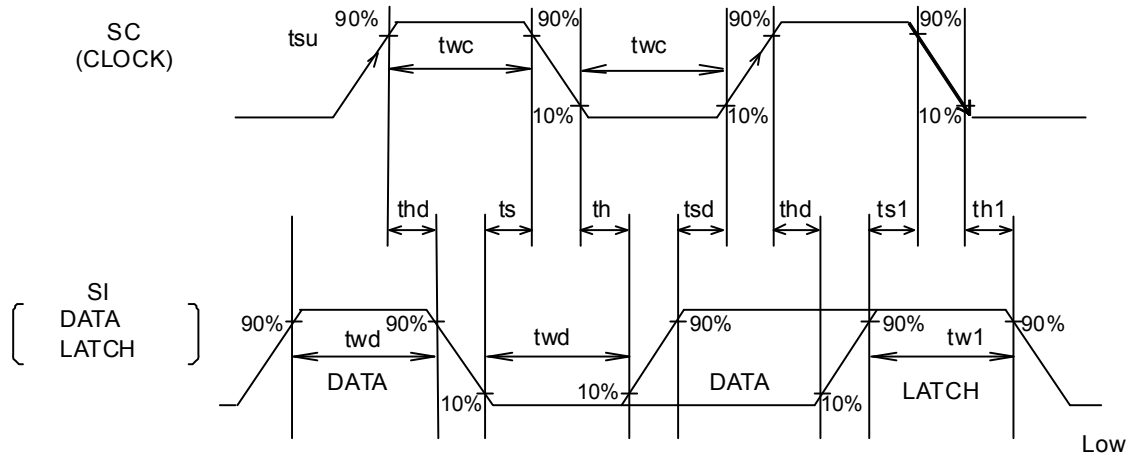 90%
90%
90%
90%
SC
(CLOCK)
tsu
twc
twc
10%
10%
10%
thd
ts
th
tsd
thd
ts1
th1
SI
DATA
LATCH
90%
90%
90%
90%
90%
twd
twd
tw1
DATA
DATA
LATCH
10%
10%
10%
Low